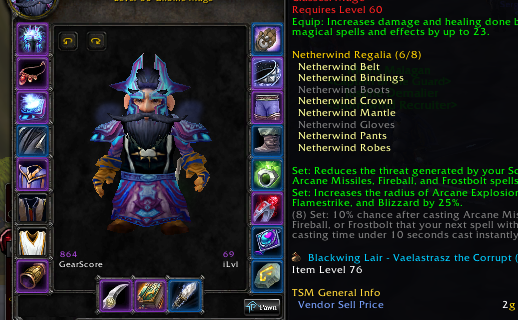 Requires Level 60
Equip: Increases damage and healing done b
magical spells and effects by up to 23.
Netherwind Regalia (6/8)
Netherwind Belt
Netherwind Bindings
Netherwind Boots
Netherwind Crown
Netherwind Mantle
Netherwind Gloves
Netherwind Pants
Netherwind Robes
Set: Reduces the threat generated by your Sc
Arcane Missiles, Fireball, and Frostbolt spells
Set: Increases the radius of Arcane Explosion
Flamestrike, and Blizzard by 25%.
(8) Set: 10% chance after casting Arcane Mis
Fireball, or Frostbolt that your next spell with
casting time under 10 seconds cast instantly
Blackwing Lair - Vaelastrasz the Corrupt (
Item Level 76
TSM General Info
Vendor Sell Price 2g
864 69
GearScore iLvl
Pawn